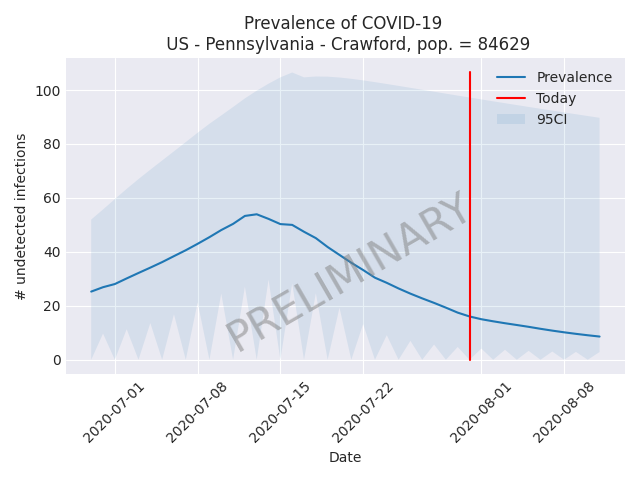 Prevalence of COVID-19
US - Pennsylvania - Crawford, pop. = 84629
Prevalence
Today
95CI
100
80
60
40
20
0
# undetected infections
PRELIMINARY
2020-07-01
2020-07-08
2020-07-15
2020-07-22
2020-08-01
2020-08-08
Date